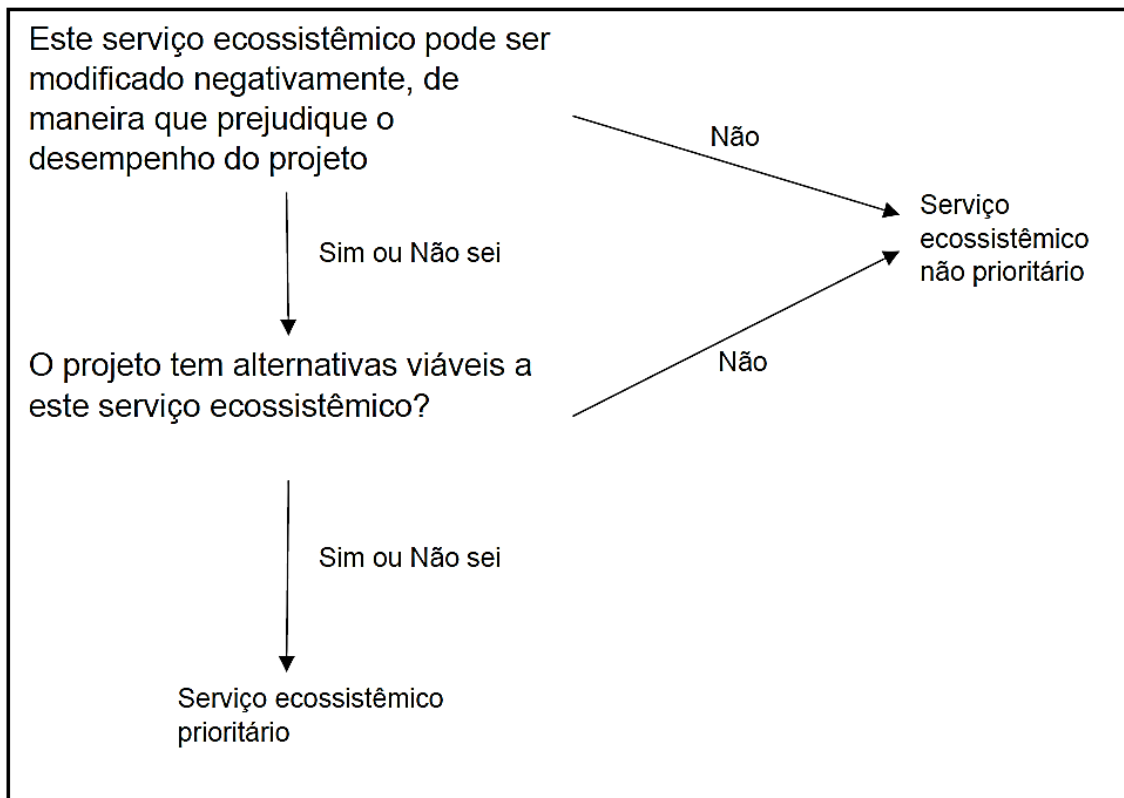 Este serviço ecossistêmico pode ser
modificado negativamente, de
maneira que prejudique o
desempenho do projeto
Não
Serviço
ecossistêmico
não prioritário
Sim ou Não sei
O projeto tem alternativas viáveis a
este serviço ecossistêmico?
Não
Sim ou Não sei
Serviço ecossistêmico
prioritário